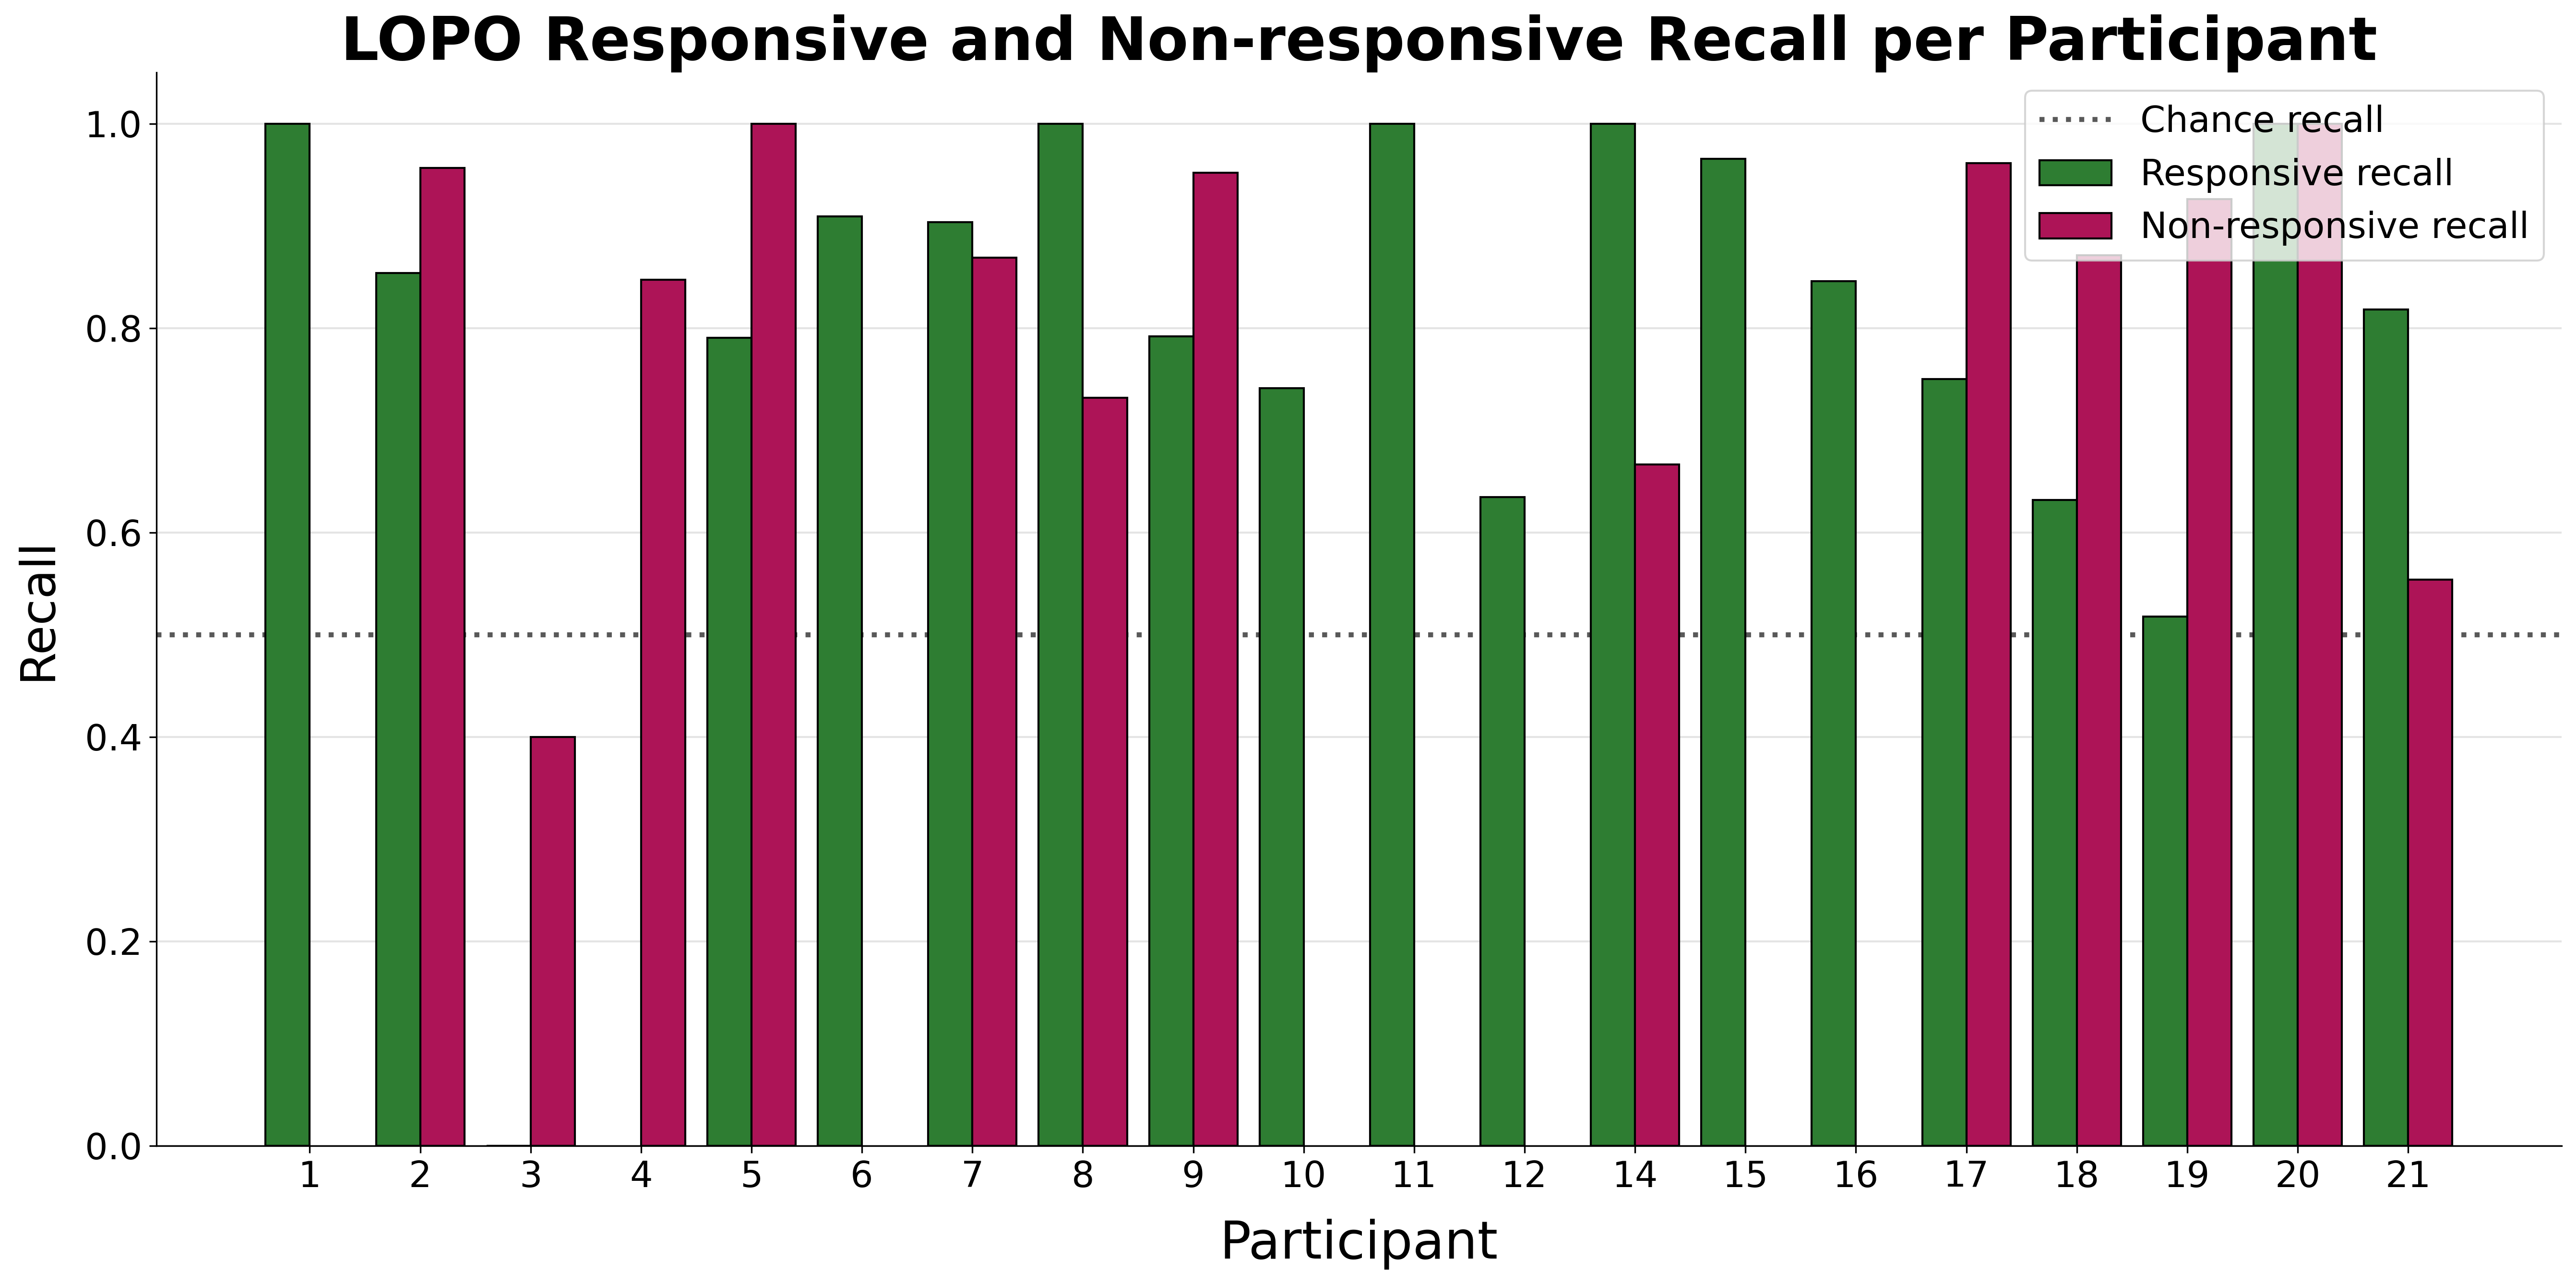 LOPO Responsive and Non-responsive Recall per Participant
Chance recall
Responsive recall
Non-responsive recall
1.0
0.8
0.6
0.4
0.2
0.0
Recall
1 2 3 4 5 6 7 8 9 10 11 12 14 15 16 17 18 19 20 21
Participant